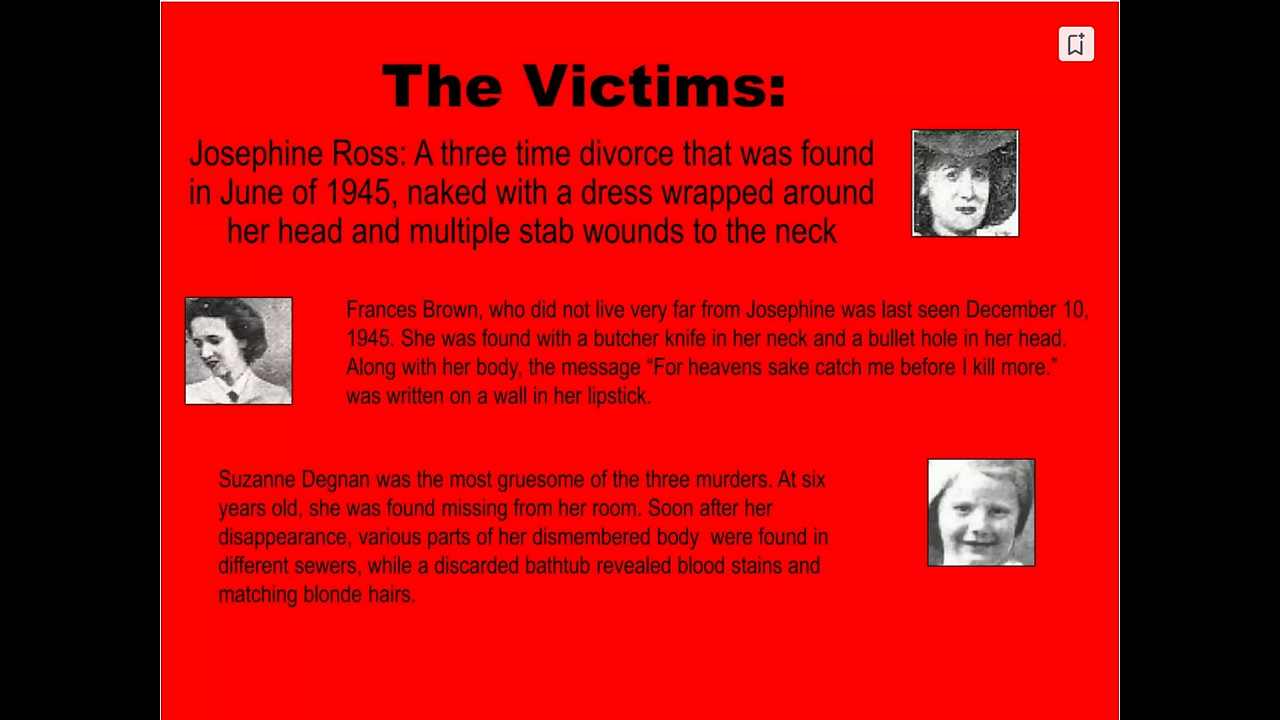 The Victims:
Josephine Ross: A three time divorce that was found
in June of 1945, naked with a dress wrapped around
her head and multiple stab wounds to the neck
Frances Brown, who did not live very far from Josephine was last seen December 10,
1945. She was found with a butcher knife in her neck and a bullet hole in her head.
Along with her body, the message “For heavens sake catch me before I kill more.”
was written on a wall in her lipstick.
Suzanne Degnan was the most gruesome of the three murders. At six
years old, she was found missing from her room. Soon after her
disappearance, various parts of her dismembered body  were found in
different sewers, while a discarded bathtub revealed blood stains and
matching blonde hairs.